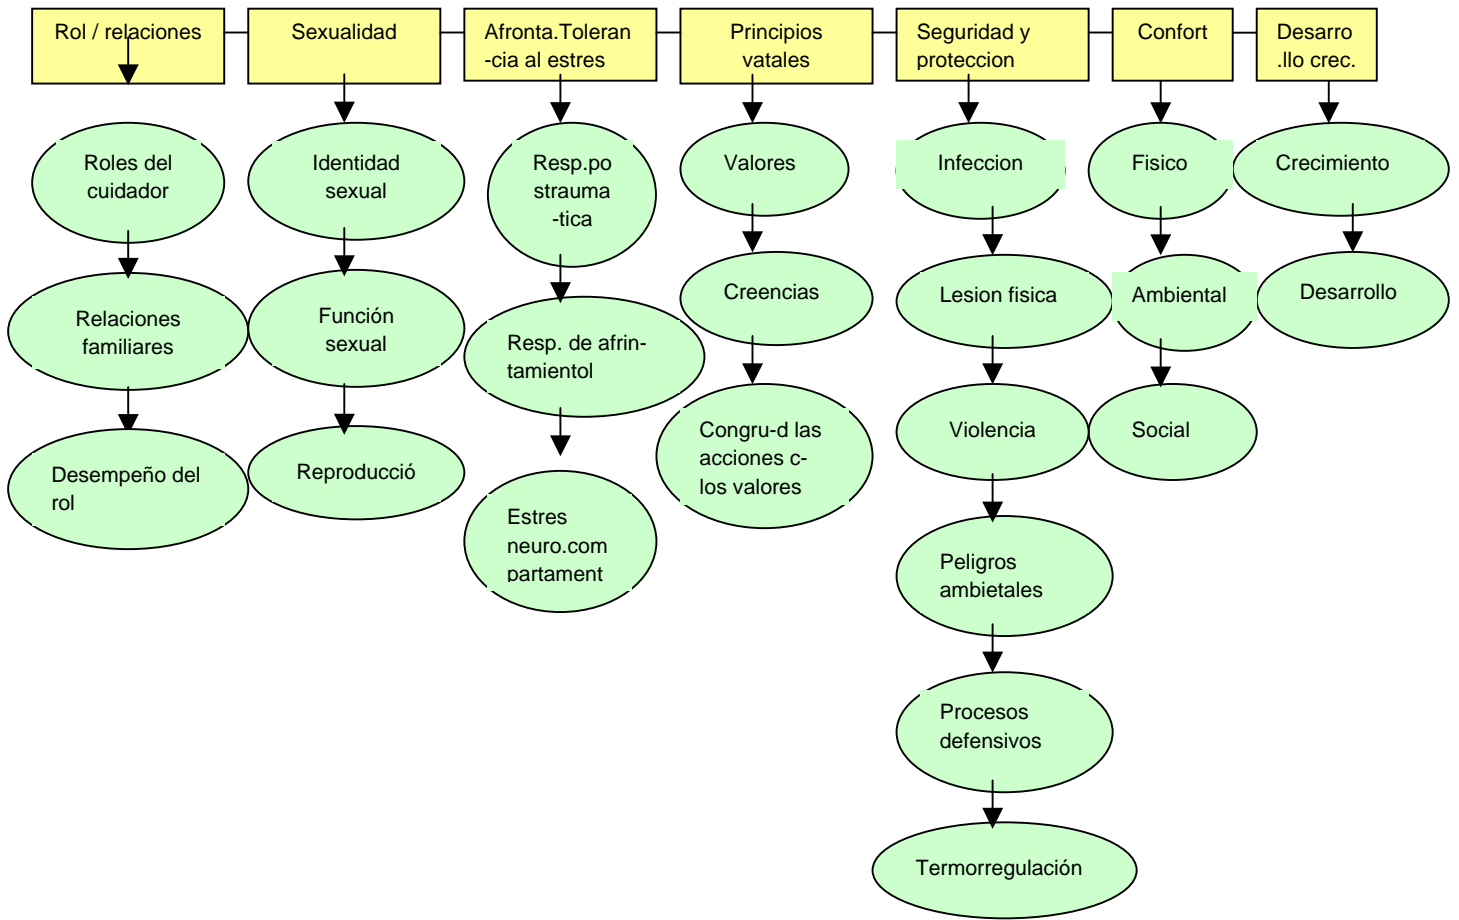 Rol / relaciones
Sexualidad
Afronta.Toleran
-cia al estres
Principios
vatales
Seguridad y
proteccion
Confort
Desarro
.llo crec.
Roles del
cuidador
Identidad
sexual
Resp.po
strauma
-tica
Valores
Infeccion
Fisico
Crecimiento
Relaciones
familiares
Función
sexual
Resp. de afrin-
tamientol
Creencias
Lesion fisica
Ambiental
Desarrollo
Desempeño del
rol
Reproducció
Estres
neuro.com
partament
Congru-d las
acciones c-
los valores
Violencia
Social
Peligros
ambietales
Procesos
defensivos
Termorregulación